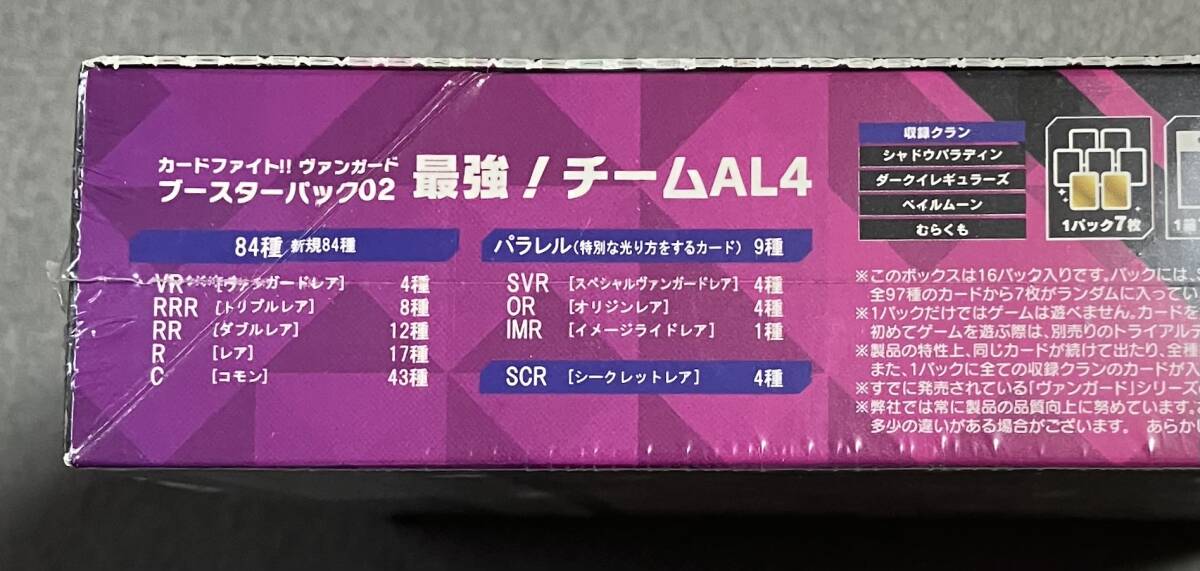 カードファイト!! ヴァンガード
ブースターパック02 最強!チームAL4
84種 新規84種
VR [ヴァンガードレア] 4種
RRR [トリプルレア] 8種
RR [ダブルレア] 12種
R [レア] 17種
C [コモン] 43種
パラレル(特別な光り方をするカード) 9種
SVR [スペシャルヴァンガードレア] 4種
OR [オリジンレア] 4種
IMR [イメージライドレア] 1種
SCR [シークレットレア] 4種
収録クラン
シャドウパラディン
ダークイレギュラーズ
ペイルムーン
むらくも
1パック7枚
※このボックスは16パック入りです。パックには、
全97種のカードから7枚がランダムに入ってい
※1パックだけではゲームは遊べません。カードを
初めてゲームを遊ぶ際は、別売りのトライアルデ
※製品の特性上、同じカードが続けて出たり、全種
また、1パックに全ての収録クランのカードが入
※すでに発売されている「ヴァンガード」シリーズ
※弊社では常に製品の品質向上に努めています。
多少の違いがある場合がございます。 あらかじ